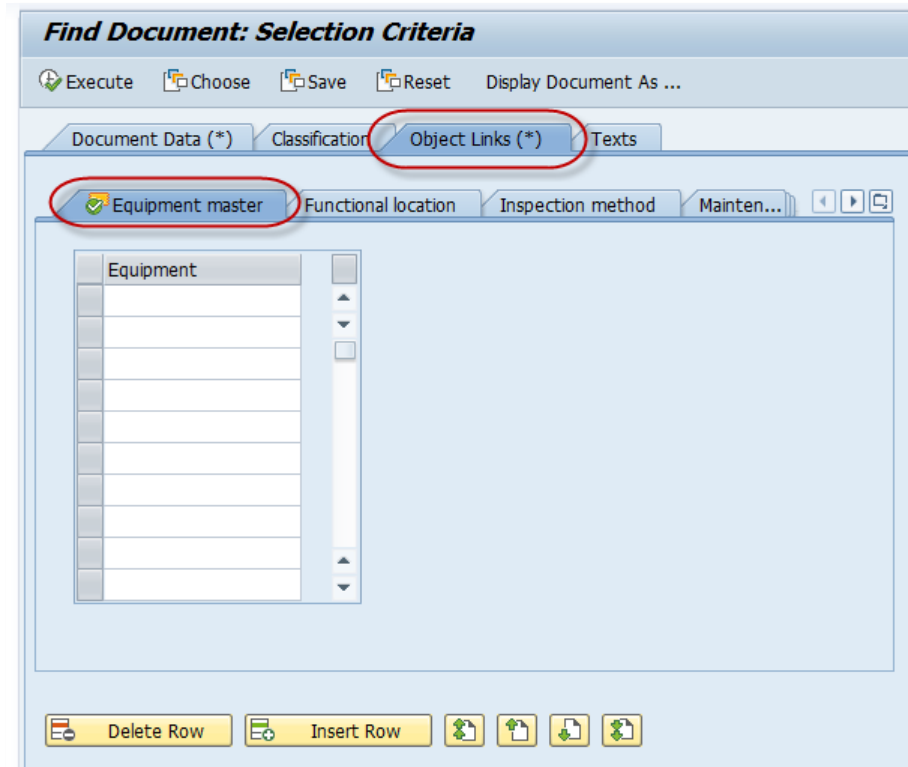 Find Document: Selection Criteria
Execute Choose Save Reset Display Document As ...
Document Data (*) Classification Object Links (*) Texts
Equipment master Functional location Inspection method Mainten...
Equipment
Delete Row Insert Row